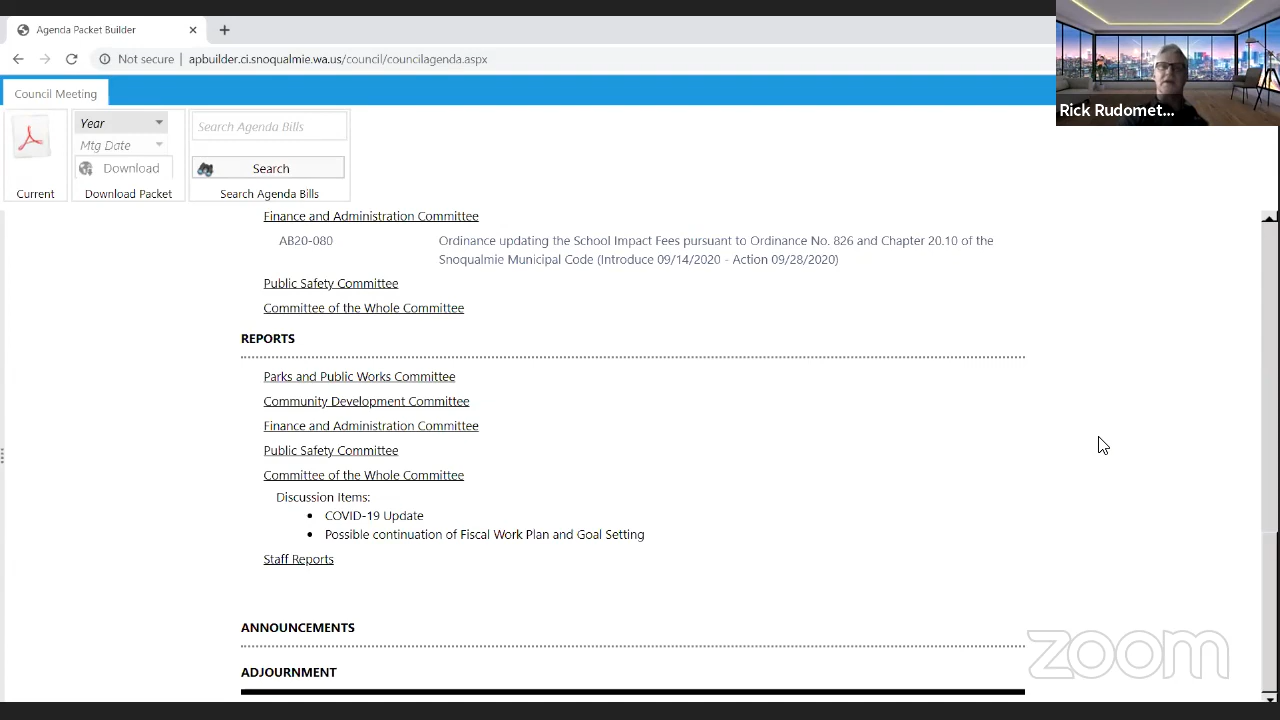 Agenda Packet Builder
Not secure | apbuilder.ci.snoqualmie.wa.us/council/councilagenda.aspx
Rick Rudomet...
Council Meeting
Year
Mtg Date
Download
Current
Download Packet
Search Agenda Bills
Search
Search Agenda Bills
Finance and Administration Committee
AB20-080 Ordinance updating the School Impact Fees pursuant to Ordinance No. 826 and Chapter 20.10 of the
Snoqualmie Municipal Code (Introduce 09/14/2020 - Action 09/28/2020)
Public Safety Committee
Committee of the Whole Committee
REPORTS
Parks and Public Works Committee
Community Development Committee
Finance and Administration Committee
Public Safety Committee
Committee of the Whole Committee
Discussion Items:
• COVID-19 Update
• Possible continuation of Fiscal Work Plan and Goal Setting
Staff Reports
ANNOUNCEMENTS
ADJOURNMENT
zoom